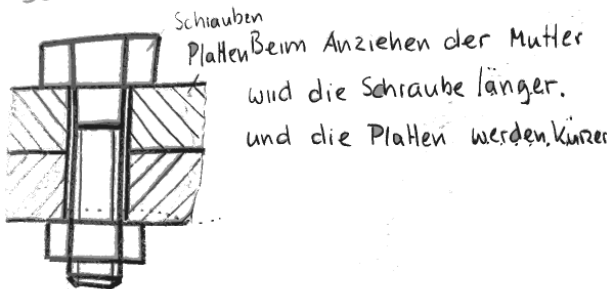 Schrauben
Platten
Beim Anziehen der Mutter
wird die Schraube länger.
und die Platten werden kürzer